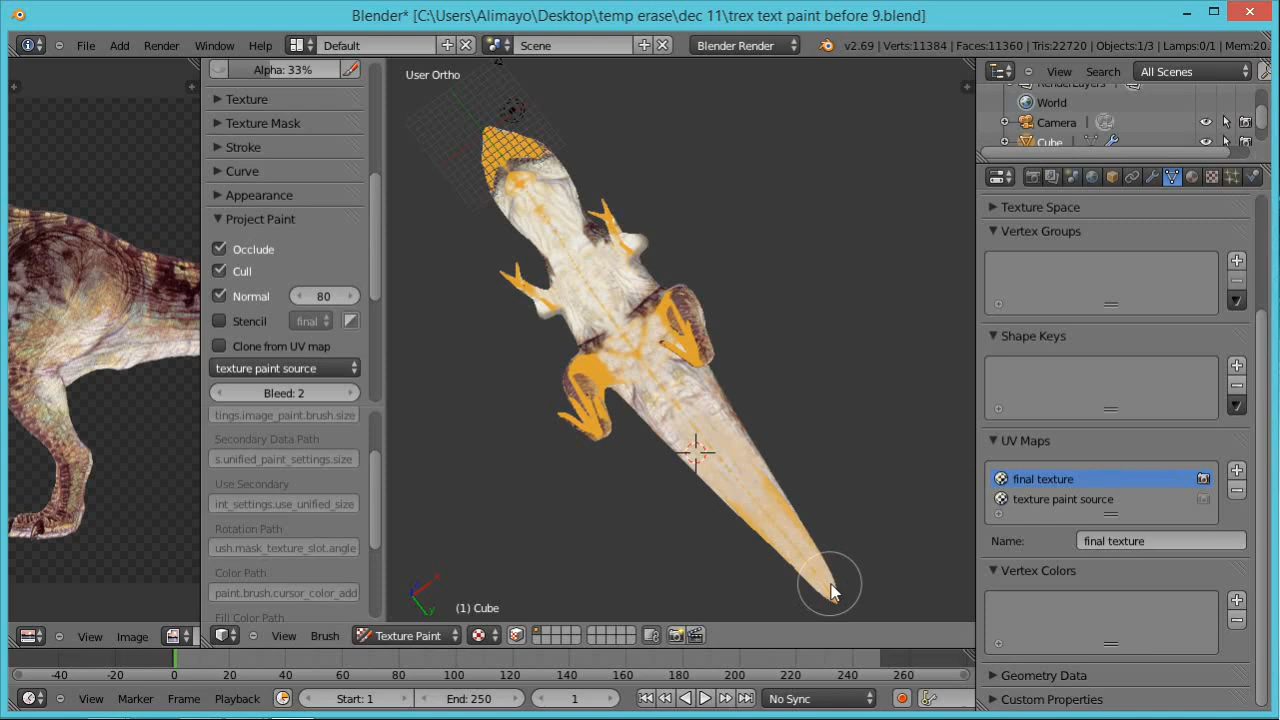 Blender* [C:\Users\Alimayo\Desktop\temp erase\dec 11\trex text paint before 9.blend]
File Add Render Window Help Default Scene Blender Render v2.69 | Verts:11384 | Faces:11360 | Tris:22720 | Objects:1/3 | Lamps:0/1 | Mem:20.
Alpha: 33%
Texture
Texture Mask
Stroke
Curve
Appearance
Project Paint
Occlude
Cull
Normal 80
Stencil final
Clone from UV map
texture paint source
Bleed: 2
tings.image_paint.brush.size
Secondary Data Path
s.unified_paint_settings.size
Use Secondary
int_settings.use_unified_size
Rotation Path
ush.mask_texture_slot.angle
Color Path
paint.brush.cursor_color_add
Fill Color Path
User Ortho
(1) Cube
View Search All Scenes
RenderLayers
World
Camera
Cube
Texture Space
Vertex Groups
Shape Keys
UV Maps
final texture
texture paint source
Name: final texture
Vertex Colors
Geometry Data
Custom Properties
View Image
View Brush Texture Paint
-40 -20 0 20 40 60 80 100 120 140 160 180 200 220 240 260
View Marker Frame Playback Start: 1 End: 250 1 No Sync